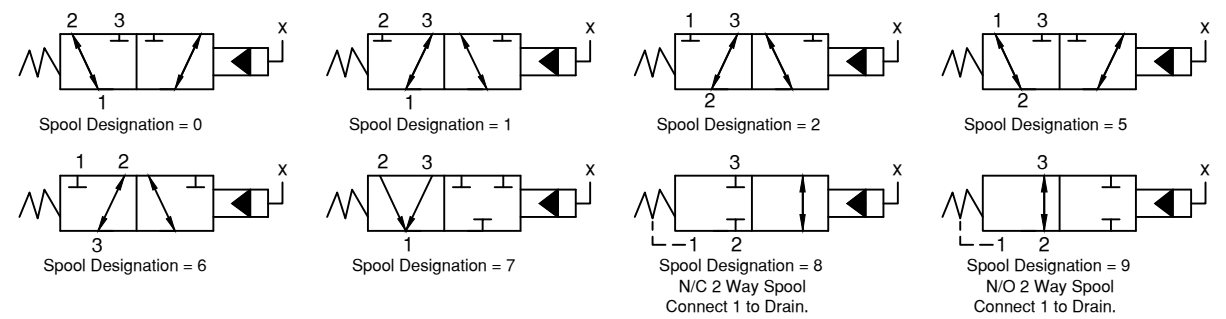 2 3 x
1
Spool Designation = 0
2 3 x
1
Spool Designation = 1
1 3 x
2
Spool Designation = 2
1 3 x
2
Spool Designation = 5
1 2 x
3
Spool Designation = 6
2 3 x
1
Spool Designation = 7
3 x
1 2
Spool Designation = 8
N/C 2 Way Spool
Connect 1 to Drain.
3 x
1 2
Spool Designation = 9
N/O 2 Way Spool
Connect 1 to Drain.